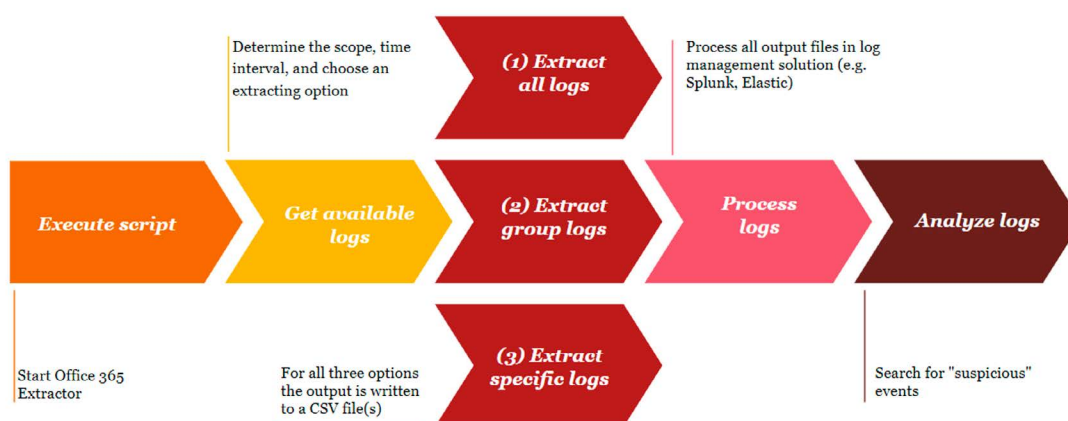 Determine the scope, time
interval, and choose an
extracting option
(1) Extract
all logs
Process all output files in log
management solution (e.g.
Splunk, Elastic)
Execute script
Get available
logs
(2) Extract
group logs
Process
logs
Analyze logs
Start Office 365
Extractor
For all three options
the output is written
to a CSV file(s)
(3) Extract
specific logs
Search for "suspicious"
events